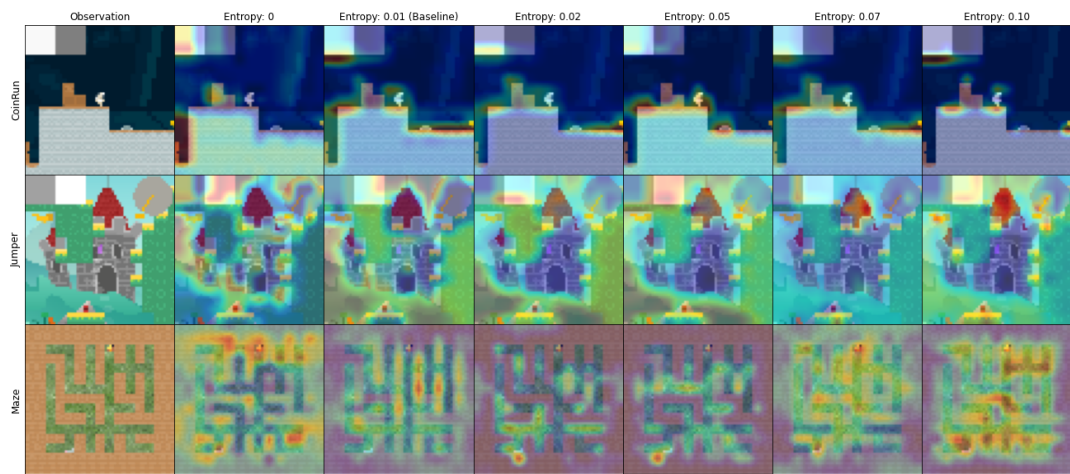 Observation
Entropy: 0
Entropy: 0.01 (Baseline)
Entropy: 0.02
Entropy: 0.05
Entropy: 0.07
Entropy: 0.10
CoinRun
Jumper
Maze